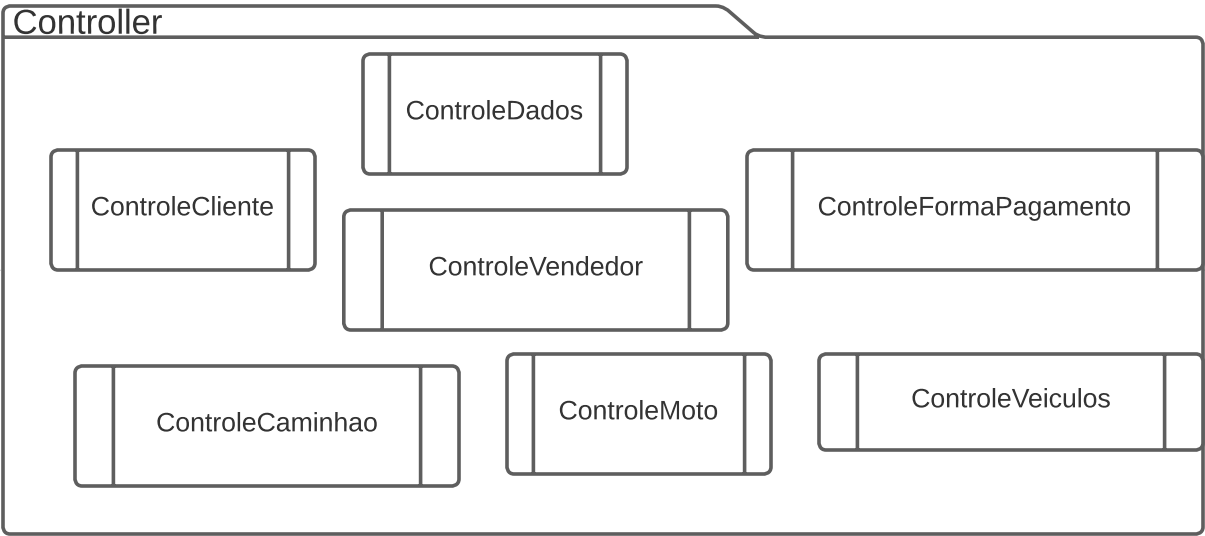 Controller
ControleDados
ControleCliente
ControleFormaPagamento
ControleVendedor
ControleCaminhao
ControleMoto
ControleVeiculos